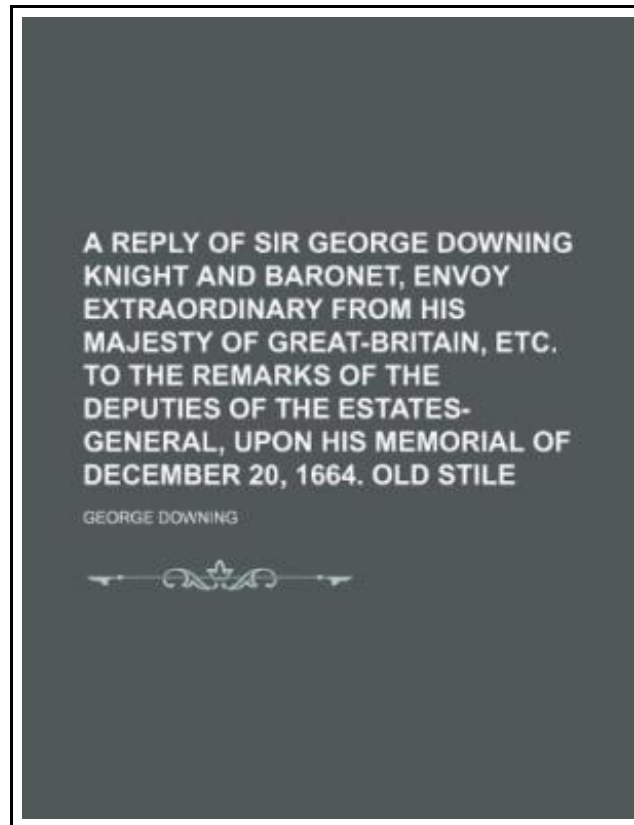 A REPLY OF SIR GEORGE DOWNING
KNIGHT AND BARONET, ENVOY
EXTRAORDINARY FROM HIS
MAJESTY OF GREAT-BRITAIN, ETC.
TO THE REMARKS OF THE
DEPUTIES OF THE ESTATES-
GENERAL, UPON HIS MEMORIAL OF
DECEMBER 20, 1664. OLD STILE
GEORGE DOWNING